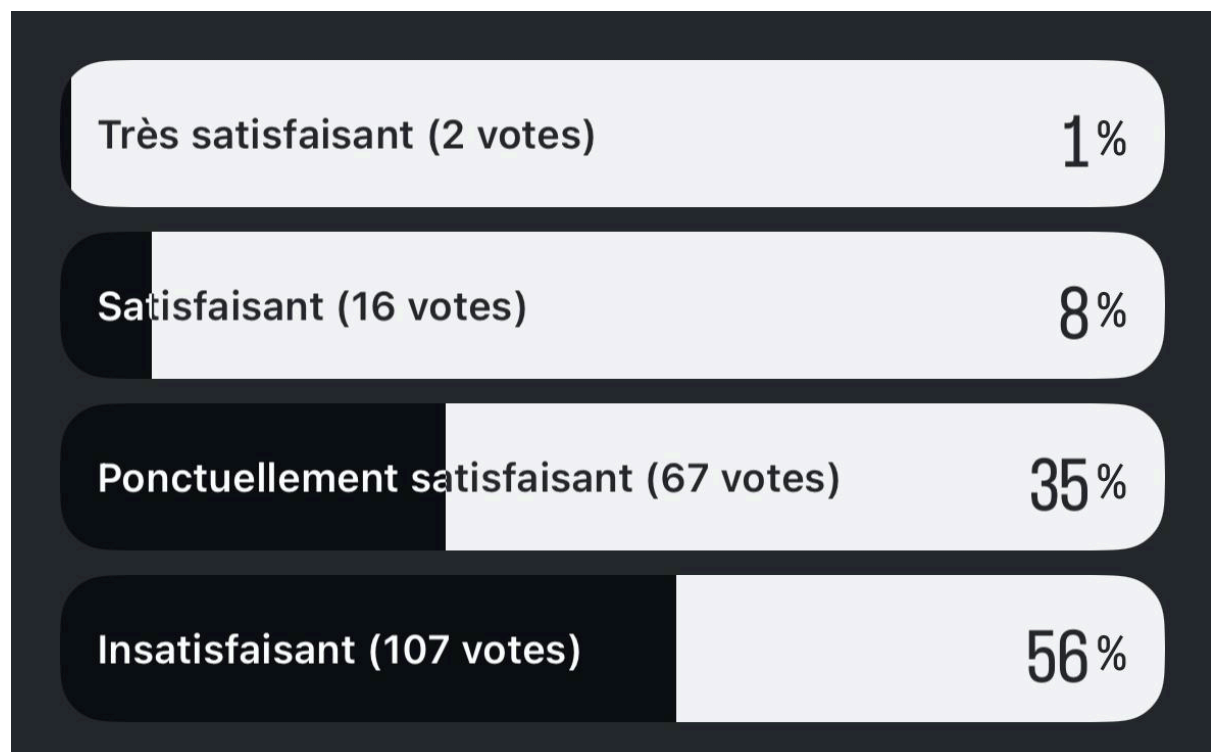 Très satisfaisant (2 votes) 1%
Satisfaisant (16 votes) 8%
Ponctuellement satisfaisant (67 votes) 35%
Insatisfaisant (107 votes) 56%